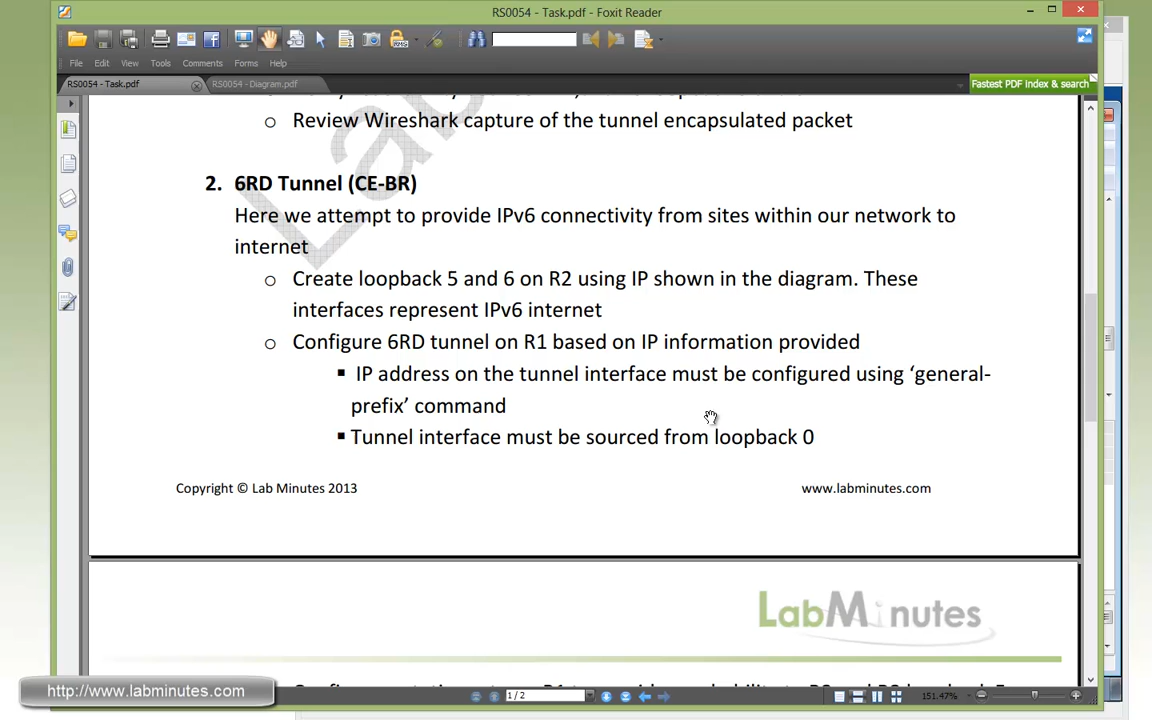 RS0054 - Task.pdf - Foxit Reader
File Edit View Tools Comments Forms Help
RS0054 - Task.pdf RS0054 - Diagram.pdf
Fastest PDF index & search
o Review Wireshark capture of the tunnel encapsulated packet
2. 6RD Tunnel (CE-BR)
Here we attempt to provide IPv6 connectivity from sites within our network to
internet
o Create loopback 5 and 6 on R2 using IP shown in the diagram. These
interfaces represent IPv6 internet
o Configure 6RD tunnel on R1 based on IP information provided
▪ IP address on the tunnel interface must be configured using ‘general-
prefix’ command
▪ Tunnel interface must be sourced from loopback 0
Copyright © Lab Minutes 2013 www.labminutes.com
LabMinutes
http://www.labminutes.com
1 / 2
151.47%